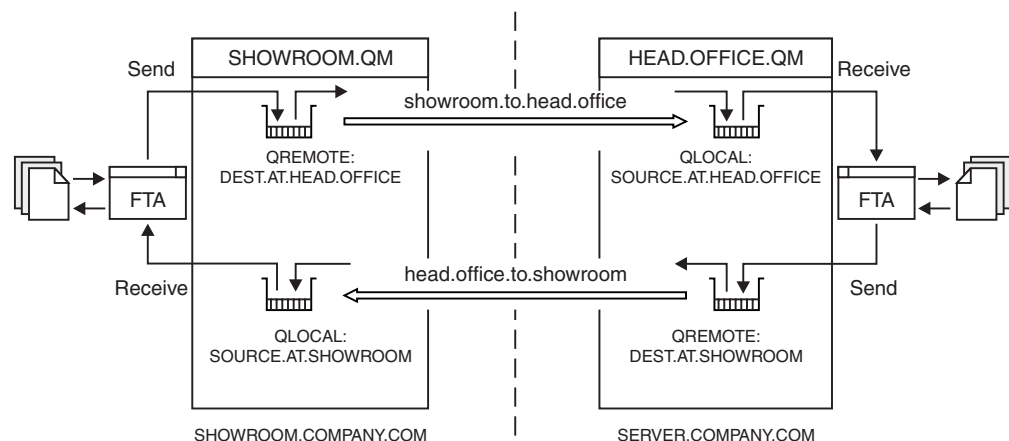 SHOWROOM.QM
HEAD.OFFICE.QM
Send
Receive
showroom.to.head.office
QREMOTE:
DEST.AT.HEAD.OFFICE
QLOCAL:
SOURCE.AT.HEAD.OFFICE
FTA
FTA
head.office.to.showroom
Receive
Send
QLOCAL:
SOURCE.AT.SHOWROOM
QREMOTE:
DEST.AT.SHOWROOM
SHOWROOM.COMPANY.COM
SERVER.COMPANY.COM